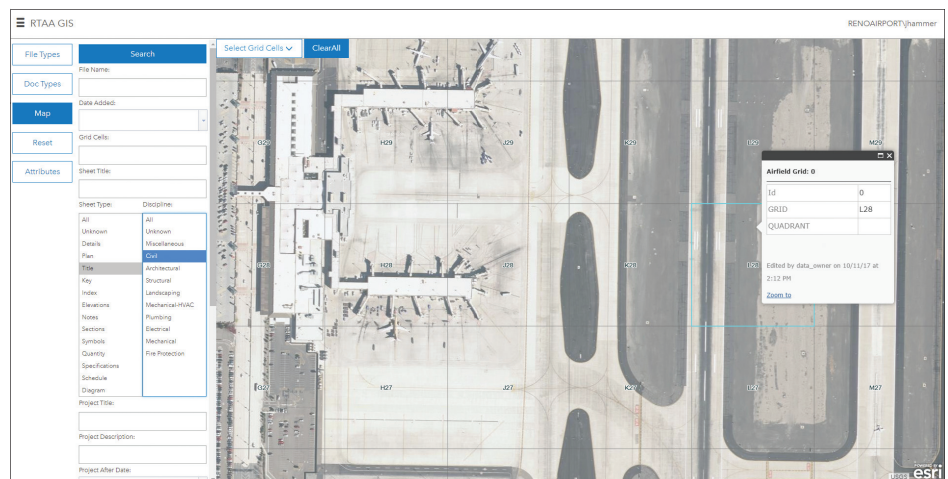 RTAA GIS
RENOAIRPORT\jhammer
File Types
Doc Types
Map
Reset
Attributes
Search
File Name:
Date Added:
Grid Cells:
Sheet Title:
Sheet Type:
All
Unknown
Details
Plan
Title
Key
Index
Elevations
Notes
Sections
Symbols
Quantity
Specifications
Schedule
Diagram
Discipline:
All
Unknown
Miscellaneous
Civil
Architectural
Structural
Landscaping
Mechanical-HVAC
Plumbing
Electrical
Mechanical
Fire Protection
Project Title:
Project Description:
Project After Date:
Select Grid Cells
ClearAll
G29 H29 J29 K29 L29 M29
G28 H28 J28 K28 L28
G27 H27 J27 K27 L27 M27
Airfield Grid: 0
Id 0
GRID L28
QUADRANT
Edited by data_owner on 10/11/17 at
2:12 PM
Zoom to
USGS
POWERED BY
esri